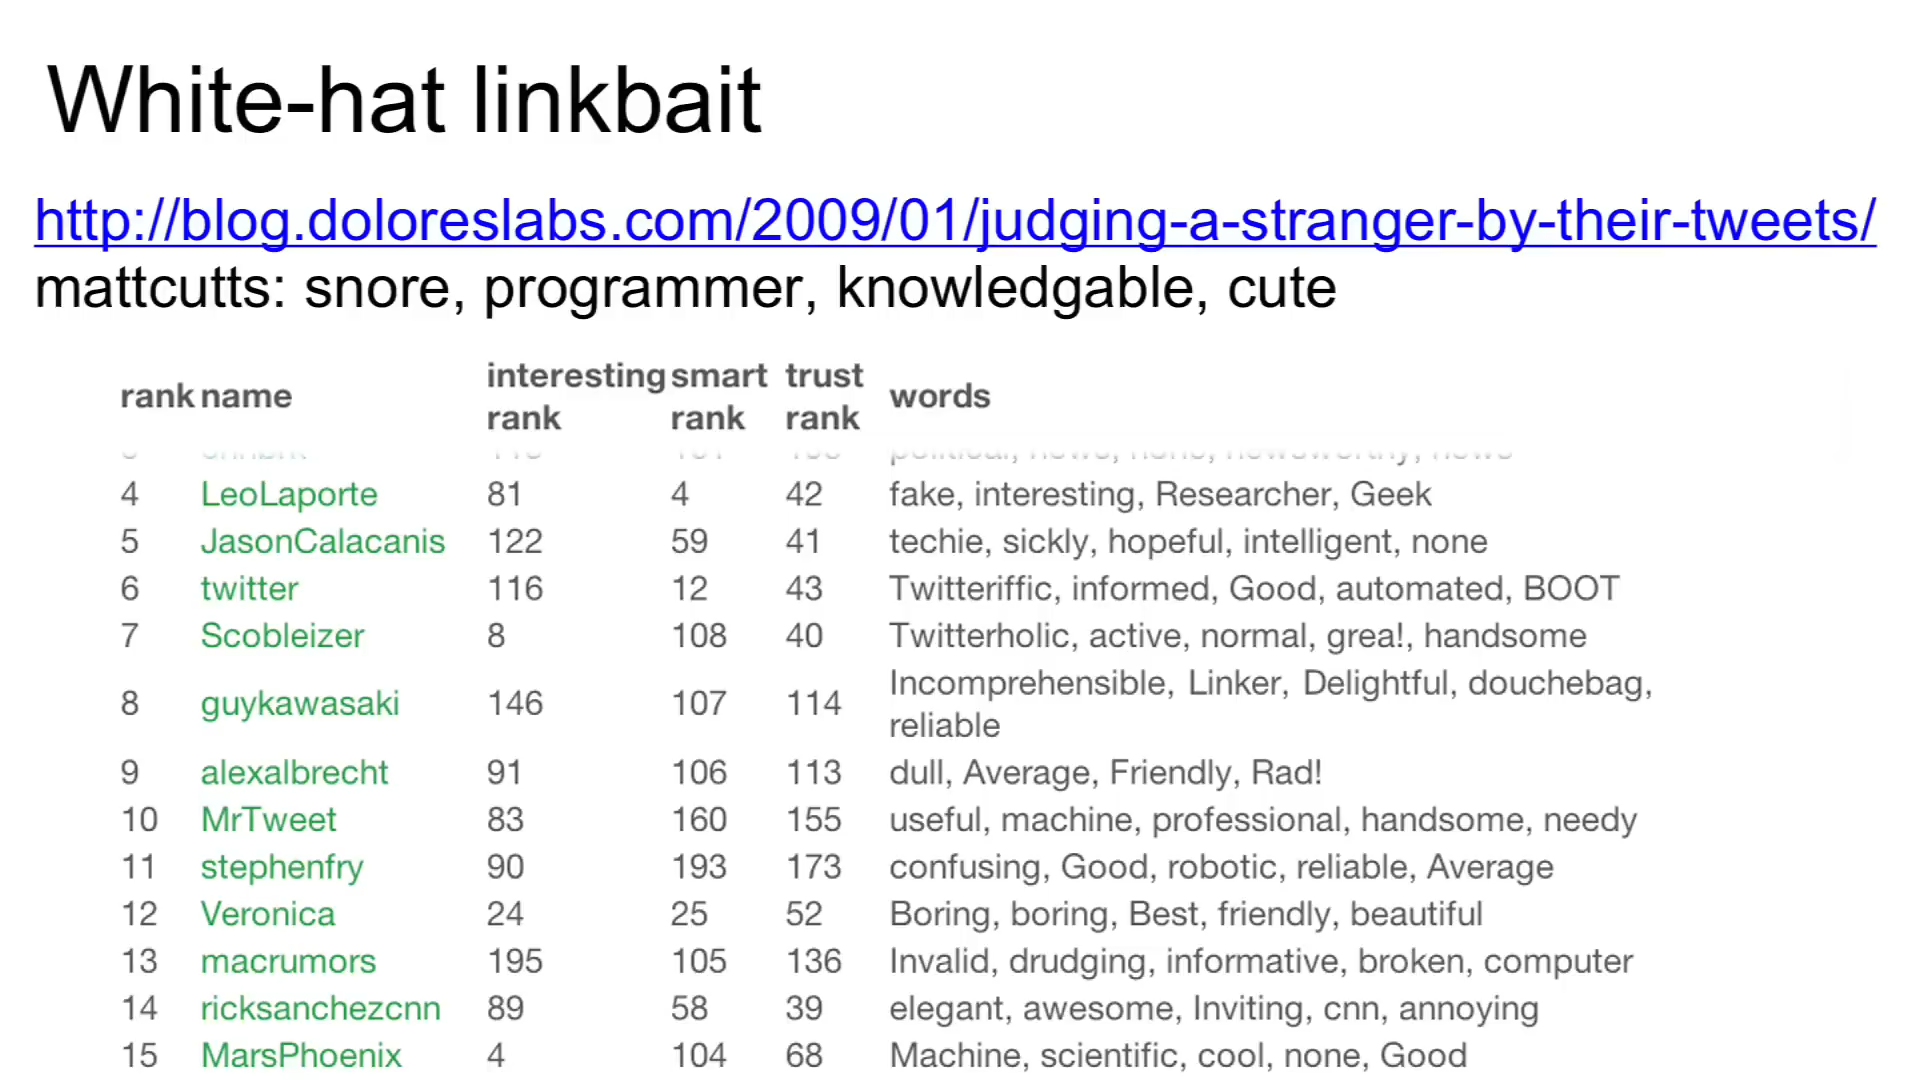 White-hat linkbait
http://blog.doloreslabs.com/2009/01/judging-a-stranger-by-their-tweets/
mattcutts: snore, programmer, knowledgable, cute
rank name interesting rank smart rank trust rank words
4 LeoLaporte 81 4 42 fake, interesting, Researcher, Geek
5 JasonCalacanis 122 59 41 techie, sickly, hopeful, intelligent, none
6 twitter 116 12 43 Twitteriffic, informed, Good, automated, BOOT
7 Scobleizer 8 108 40 Twitterholic, active, normal, grea!, handsome
8 guykawasaki 146 107 114 Incomprehensible, Linker, Delightful, douchebag,
reliable
9 alexalbrecht 91 106 113 dull, Average, Friendly, Rad!
10 MrTweet 83 160 155 useful, machine, professional, handsome, needy
11 stephenfry 90 193 173 confusing, Good, robotic, reliable, Average
12 Veronica 24 25 52 Boring, boring, Best, friendly, beautiful
13 macrumors 195 105 136 Invalid, drudging, informative, broken, computer
14 ricksanchezcnn 89 58 39 elegant, awesome, Inviting, cnn, annoying
15 MarsPhoenix 4 104 68 Machine, scientific, cool, none, Good